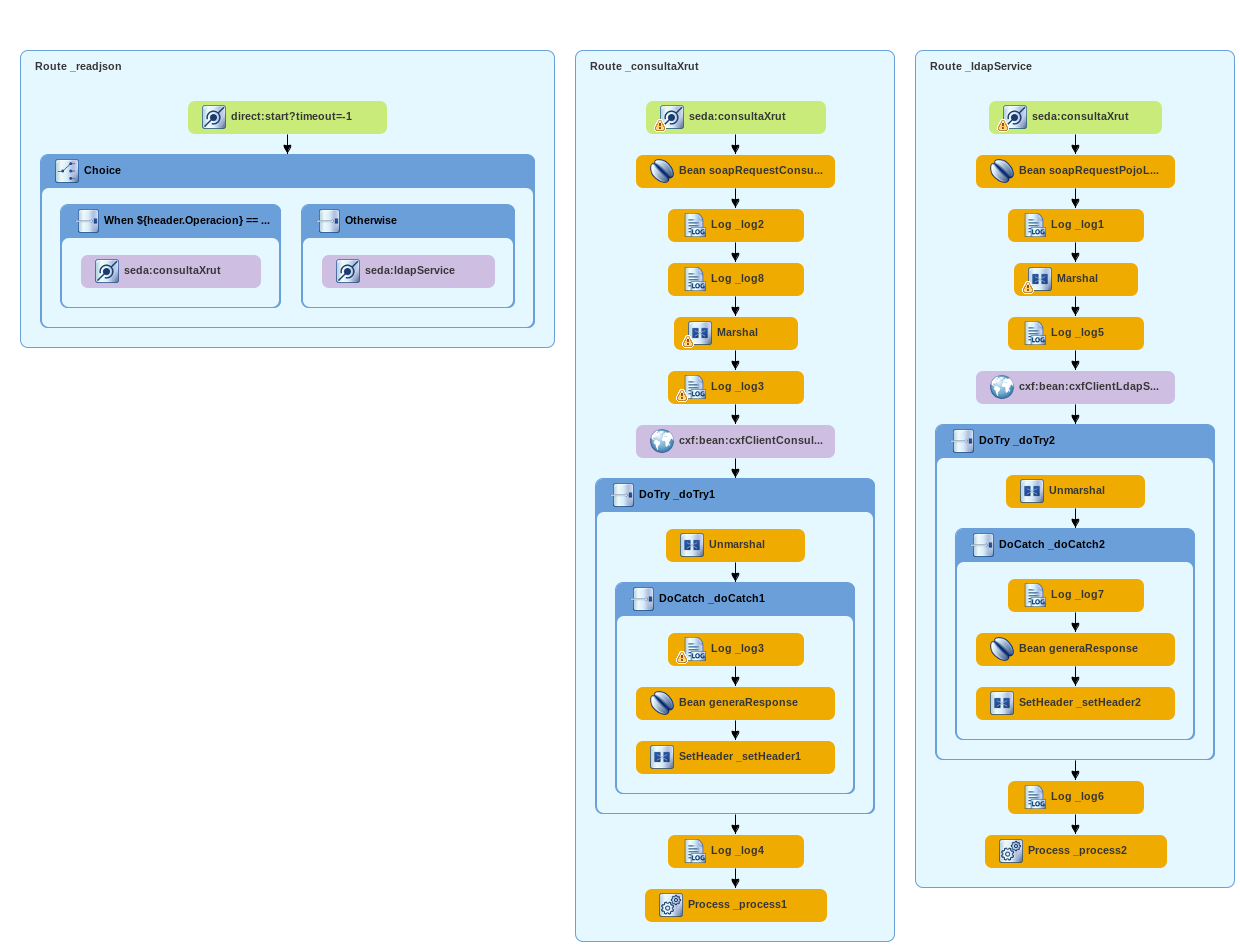 Route _readjson
direct:start?timeout=-1
Choice
When ${header.Operacion} == ...
seda:consultaXrut
Otherwise
seda:ldapService
Route _consultaXrut
seda:consultaXrut
Bean soapRequestConsu...
Log _log2
LOG
Log _log8
LOG
Marshal
Log _log3
LOG
cxf:bean:cxfClientConsul...
DoTry _doTry1
Unmarshal
DoCatch _doCatch1
Log _log3
LOG
Bean generaResponse
SetHeader _setHeader1
Log _log4
LOG
Process _process1
Route _ldapService
seda:consultaXrut
Bean soapRequestPojoL...
Log _log1
LOG
Marshal
Log _log5
LOG
cxf:bean:cxfClientLdapS...
DoTry _doTry2
Unmarshal
DoCatch _doCatch2
Log _log7
LOG
Bean generaResponse
SetHeader _setHeader2
Log _log6
LOG
Process _process2